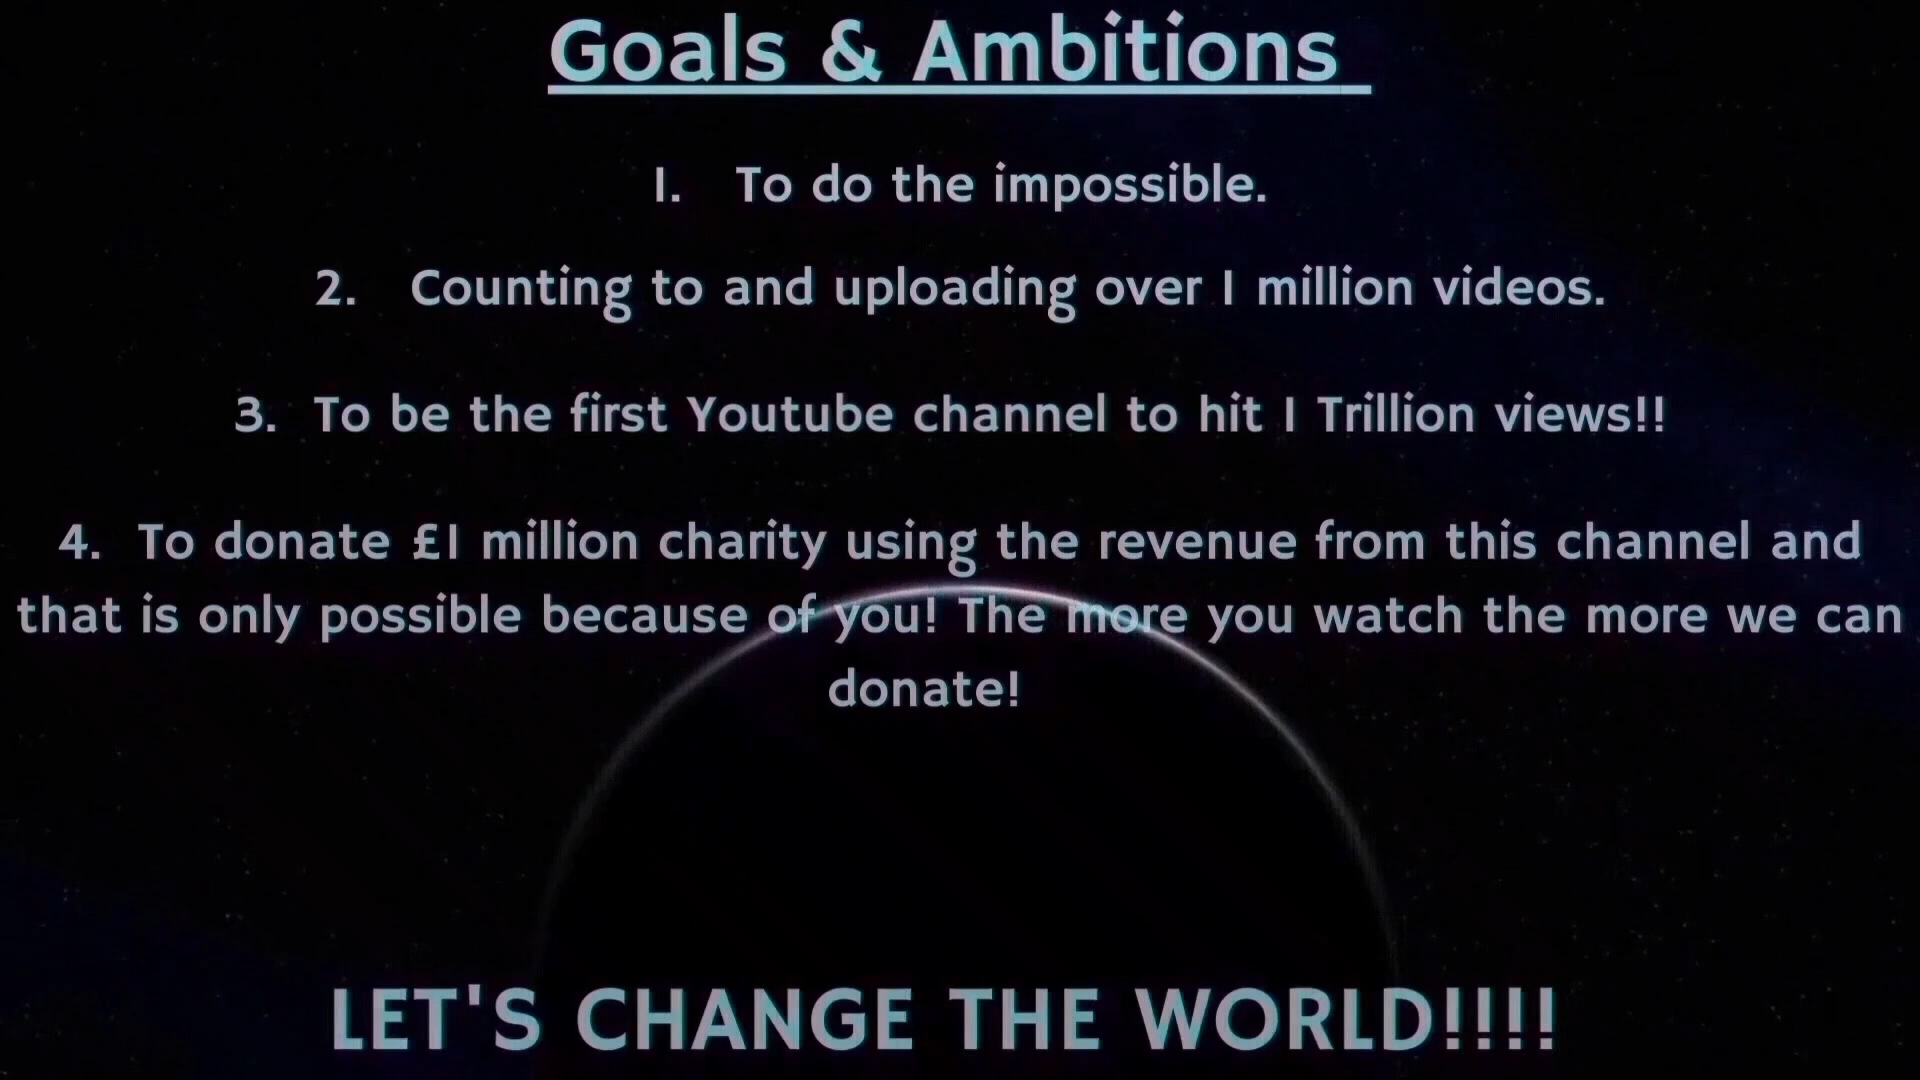 Goals & Ambitions
1. To do the impossible.
2. Counting to and uploading over 1 million videos.
3. To be the first Youtube channel to hit 1 Trillion views!!
4. To donate £1 million charity using the revenue from this channel and
that is only possible because of you! The more you watch the more we can
donate!
LET'S CHANGE THE WORLD!!!!